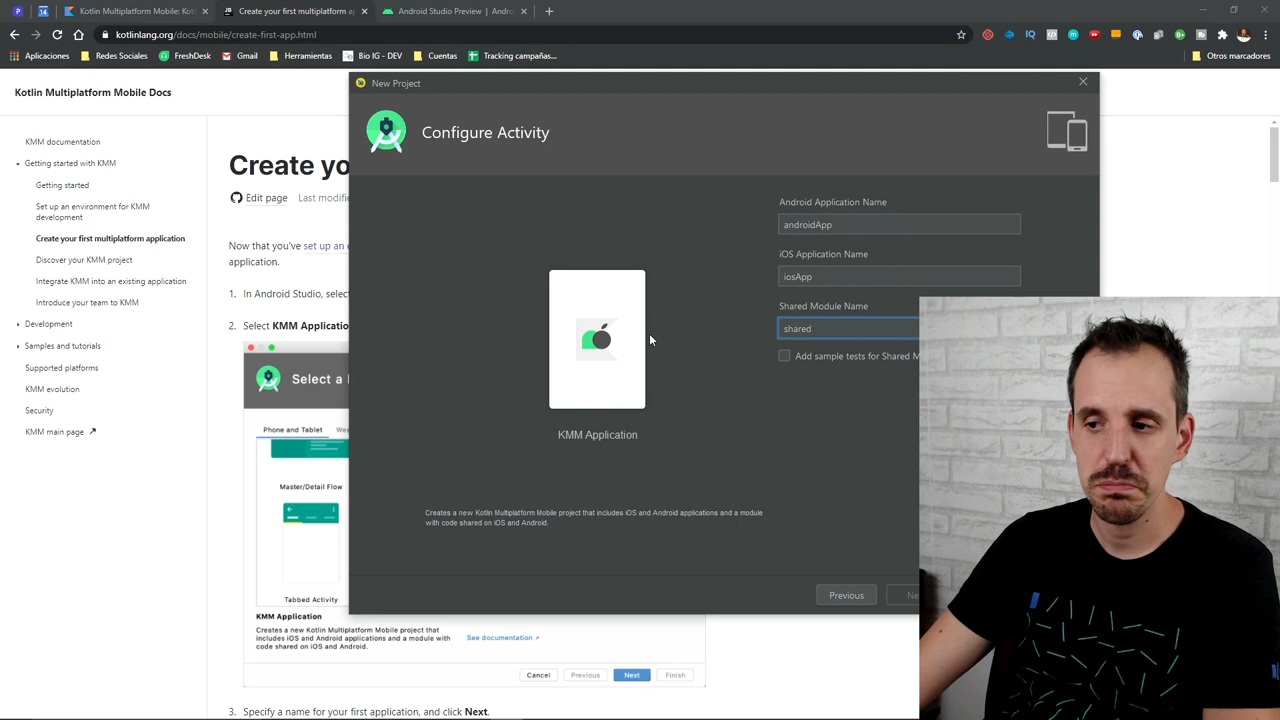 Kotlin Multiplatform Mobile: Kotl
Create your first multiplatform ap
Android Studio Preview | Andro
kotlinlang.org/docs/mobile/create-first-app.html
Aplicaciones
Redes Sociales
FreshDesk
Gmail
Herramientas
Bio IG - DEV
Cuentas
Tracking campañas...
Otros marcadores
Kotlin Multiplatform Mobile Docs
KMM documentation
Getting started with KMM
Getting started
Set up an environment for KMM
development
Create your first multiplatform application
Discover your KMM project
Integrate KMM into an existing application
Introduce your team to KMM
Development
Samples and tutorials
Supported platforms
KMM evolution
Security
KMM main page
Create yo
Edit page
Last modifie
Now that you've set up an e
application.
1. In Android Studio, select
2. Select KMM Applicatio
Select a
Phone and Tablet
Wea
Master/Detail Flow
Tabbed Activity
KMM Application
Creates a new Kotlin Multiplatform Mobile project that
includes iOS and Android applications and a module with
code shared on iOS and Android.
See documentation
Cancel
Previous
Next
Finish
3. Specify a name for your first application, and click Next.
New Project
Configure Activity
Android Application Name
androidApp
iOS Application Name
iosApp
Shared Module Name
shared
Add sample tests for Shared M
KMM Application
Creates a new Kotlin Multiplatform Mobile project that includes iOS and Android applications and a module
with code shared on iOS and Android.
Previous
Ne